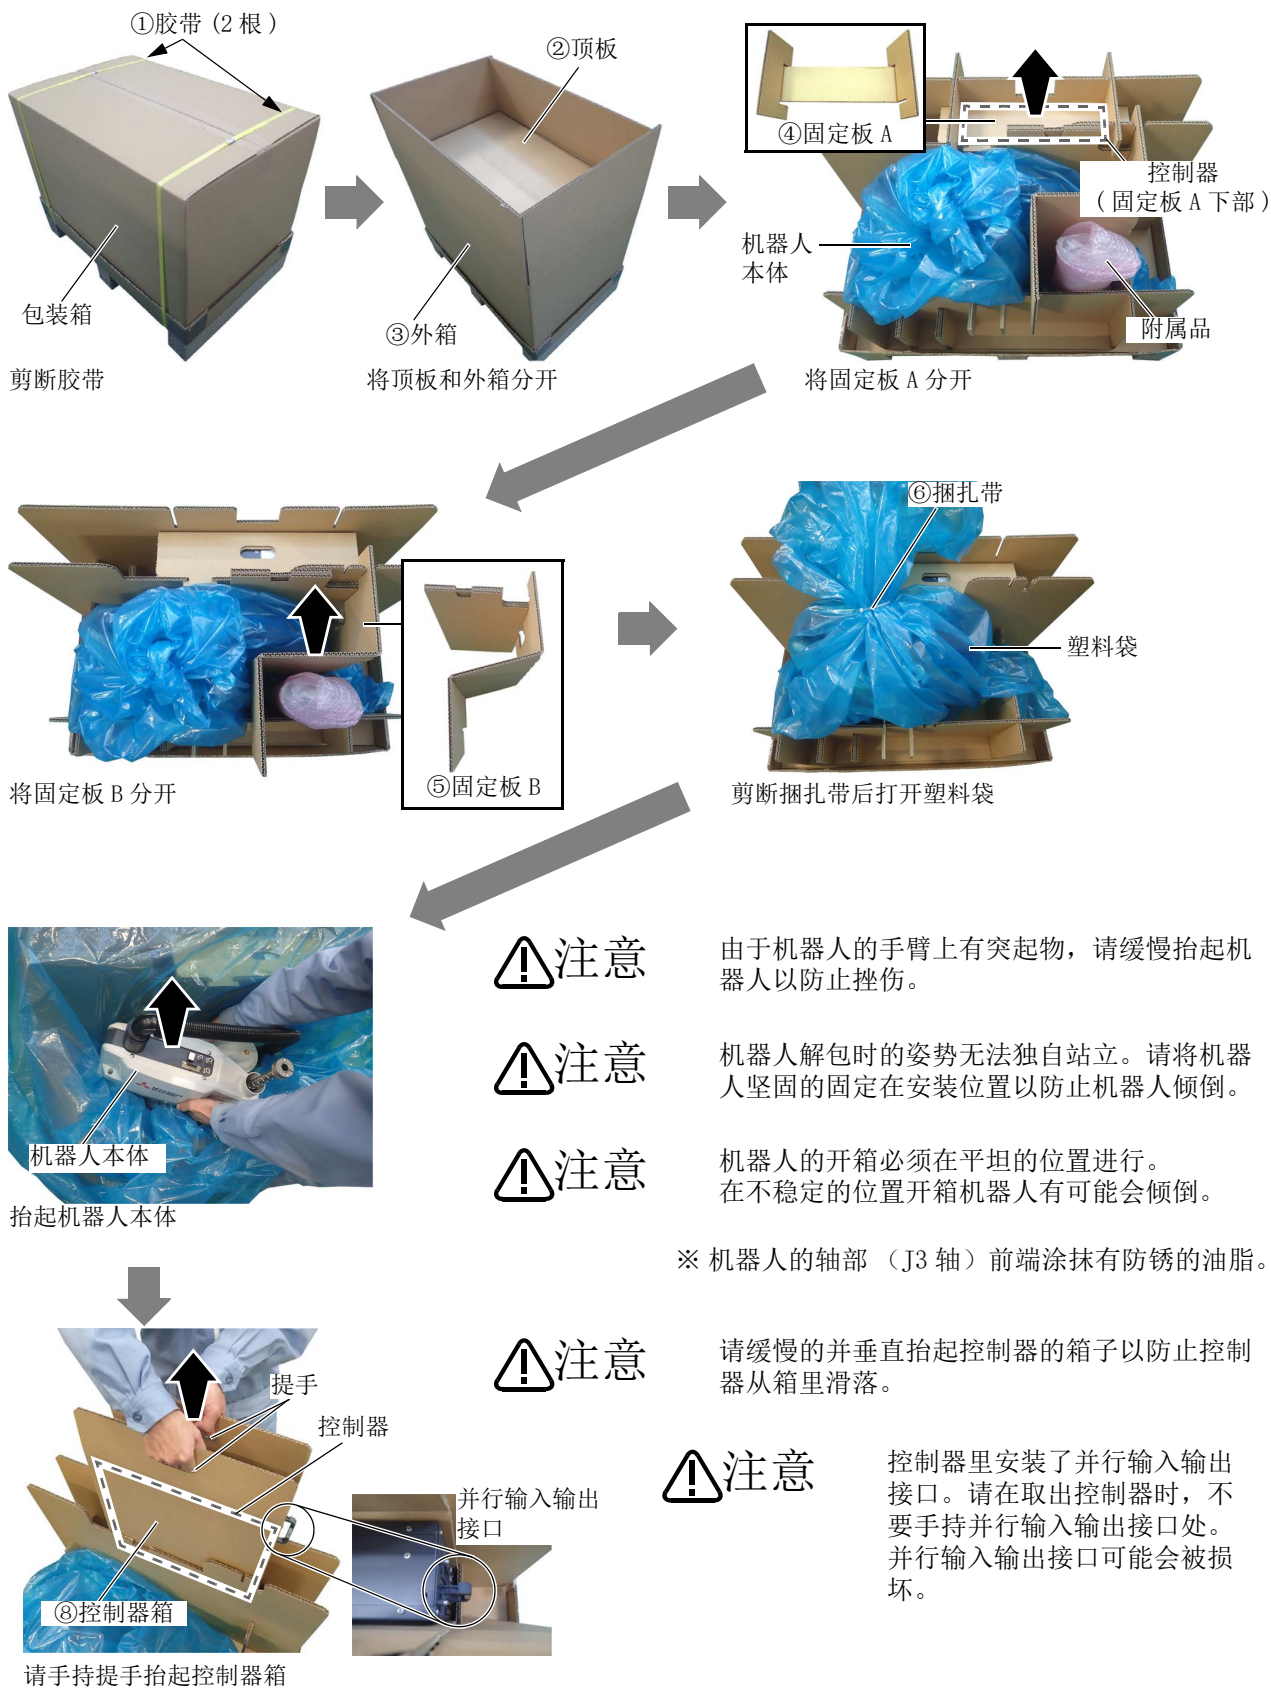 ①胶带 (2 根 )
②顶板
④固定板 A
控制器
( 固定板 A 下部 )
机器人
本体
包装箱
③外箱
附属品
剪断胶带
将顶板和外箱分开
将固定板 A 分开
⑥捆扎带
塑料袋
⑤固定板 B
将固定板 B 分开
剪断捆扎带后打开塑料袋
注意
由于机器人的手臂上有突起物，请缓慢抬起机
器人以防止挫伤。
注意
机器人解包时的姿势无法独自站立。请将机器
人坚固的固定在安装位置以防止机器人倾倒。
机器人本体
注意
机器人的开箱必须在平坦的位置进行。
在不稳定的位置开箱机器人有可能会倾倒。
抬起机器人本体
※ 机器人的轴部 （J3 轴）前端涂抹有防锈的油脂。
注意
请缓慢的并垂直抬起控制器的箱子以防止控制
器从箱里滑落。
提手
控制器
并行输入输出
接口
注意
控制器里安装了并行输入输出
接口。请在取出控制器时，不
要手持并行输入输出接口处。
并行输入输出接口可能会被损
坏。
⑧控制器箱
请手持提手抬起控制器箱